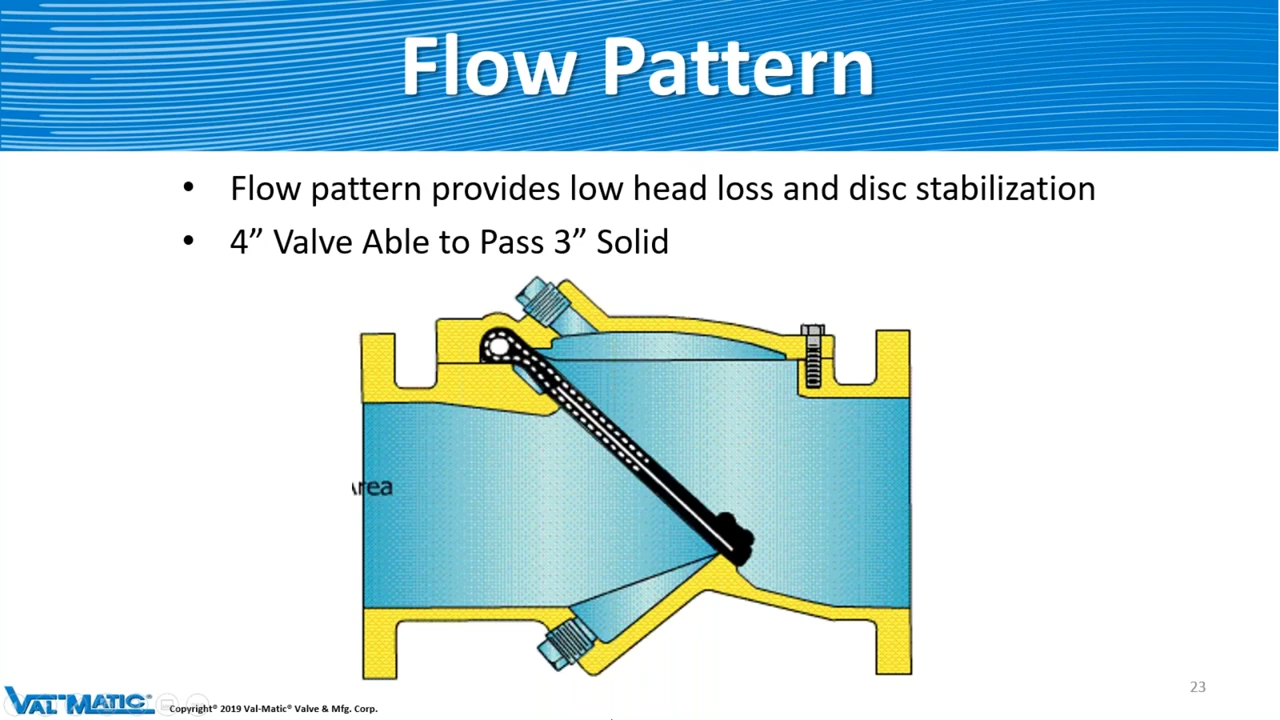 Flow Pattern
• Flow pattern provides low head loss and disc stabilization
• 4” Valve Able to Pass 3” Solid
Area
23
VAL-MATIC®
Copyright® 2019 Val-Matic® Valve & Mfg. Corp.